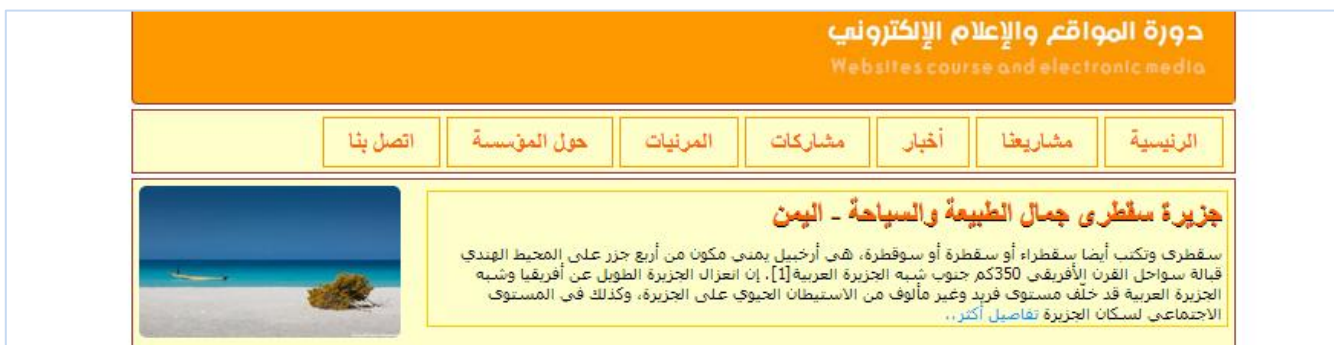 دورة المواقع والإعلام الإلكتروني
Websites course and electronic media
الرئيسية مشاريعنا أخبار مشاركات المرئيات حول المؤسسة اتصل بنا
جزيرة سقطرى جمال الطبيعة والسياحة - اليمن
سقطرى وتكتب أيضا سقطراء أو سقطرة أو سوقطرة، هي أرخبيل يمني مكون من أربع جزر على المحيط الهندي
قبالة سواحل القرن الأفريقي 350كم جنوب شبه الجزيرة العربية[1]. إن انعزال الجزيرة الطويل عن أفريقيا وشبه
الجزيرة العربية قد خلّف مستوى فريد وغير مألوف من الاستيطان الحيوي على الجزيرة، وكذلك في المستوى
الاجتماعي لسكان الجزيرة تفاصيل أكثر..